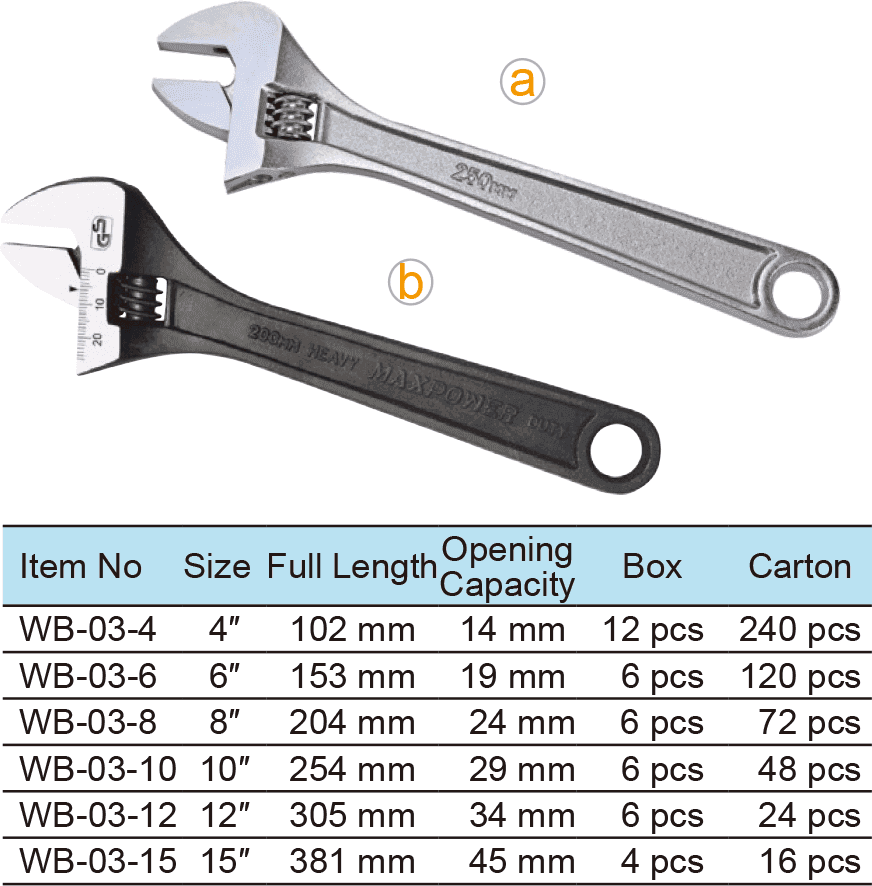 a
250mm
GS
b
0
10
20
200MM HEAVY MAXPOWER DUTY
Item No Size Full Length Opening Capacity Box Carton
WB-03-4 4″ 102 mm 14 mm 12 pcs 240 pcs
WB-03-6 6″ 153 mm 19 mm 6 pcs 120 pcs
WB-03-8 8″ 204 mm 24 mm 6 pcs 72 pcs
WB-03-10 10″ 254 mm 29 mm 6 pcs 48 pcs
WB-03-12 12″ 305 mm 34 mm 6 pcs 24 pcs
WB-03-15 15″ 381 mm 45 mm 4 pcs 16 pcs